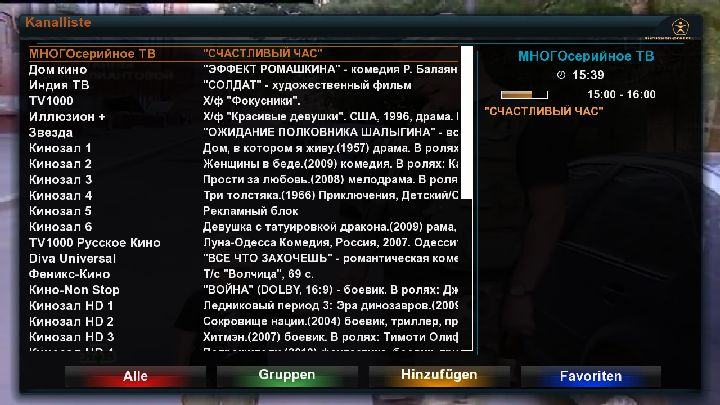 Kanalliste
МНОГОсерийное ТВ "СЧАСТЛИВЫЙ ЧАС"
Дом кино "ЭФФЕКТ РОМАШКИНА" - комедия Р. Балаян
Индия ТВ "СОЛДАТ" - художественный фильм
TV1000 Х/ф "Фокусники".
Иллюзион + Х/ф "Красивые девушки". США, 1996, драма.
Звезда "ОЖИДАНИЕ ПОЛКОВНИКА ШАЛЫГИНА" - вс
Кинозал 1 Дом, в котором я живу.(1957) драма. В ролях
Кинозал 2 Женщины в беде.(2009) комедия. В ролях: Ка
Кинозал 3 Прости за любовь.(2008) мелодрама. В роля
Кинозал 4 Три толстяка.(1966) Приключения, Детский/С
Кинозал 5 Рекламный блок
Кинозал 6 Девушка с татуировкой дракона.(2009) рама,
TV1000 Русское Кино Луна-Одесса Комедия, Россия, 2007. Одесси
Diva Universal "ВСЕ ЧТО ЗАХОЧЕШЬ" - романтическая коме
Феникс-Кино Т/с "Волчица", 69 с.
Кино-Non Stop "ВОЙНА" (DOLBY, 16:9) - боевик. В ролях: Дж
Кинозал HD 1 Ледниковый период 3: Эра динозавров.(2009
Кинозал HD 2 Сокровище нации.(2004) боевик, триллер, пр
Кинозал HD 3 Хитмэн.(2007) боевик. В ролях: Тимоти Олиф
МНОГОсерийное ТВ
15:39
15:00 - 16:00
"СЧАСТЛИВЫЙ ЧАС"
Alle
Gruppen
Hinzufügen
Favoriten